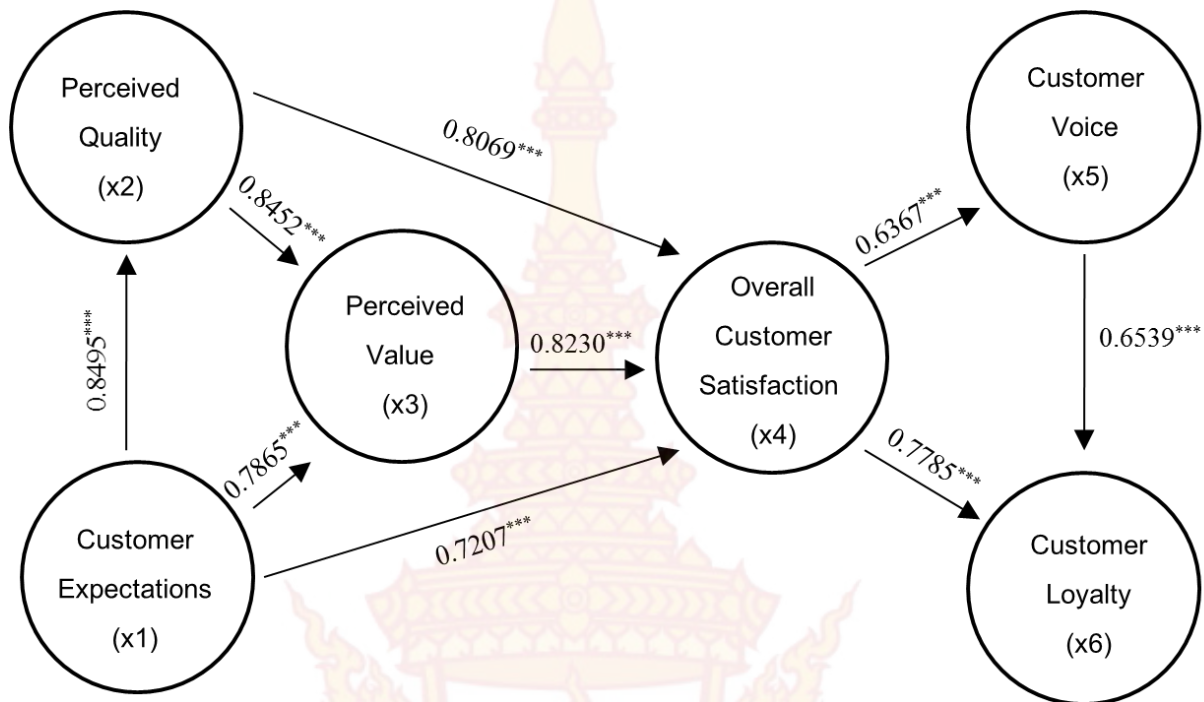 Perceived
Quality
(x2)
0.8069***
Customer
Voice
(x5)
0.8452***
0.6367***
Perceived
Value
(x3)
0.8230***
Overall
Customer
Satisfaction
(x4)
0.8495***
0.6539***
0.7865***
0.7785***
Customer
Expectations
(x1)
0.7207***
Customer
Loyalty
(x6)